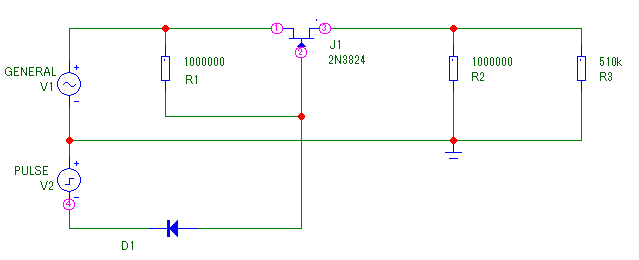 1
3
J1
2N3824
2
1000000
R1
1000000
R2
510k
R3
GENERAL
V1
+
-
PULSE
V2
+
-
4
D1